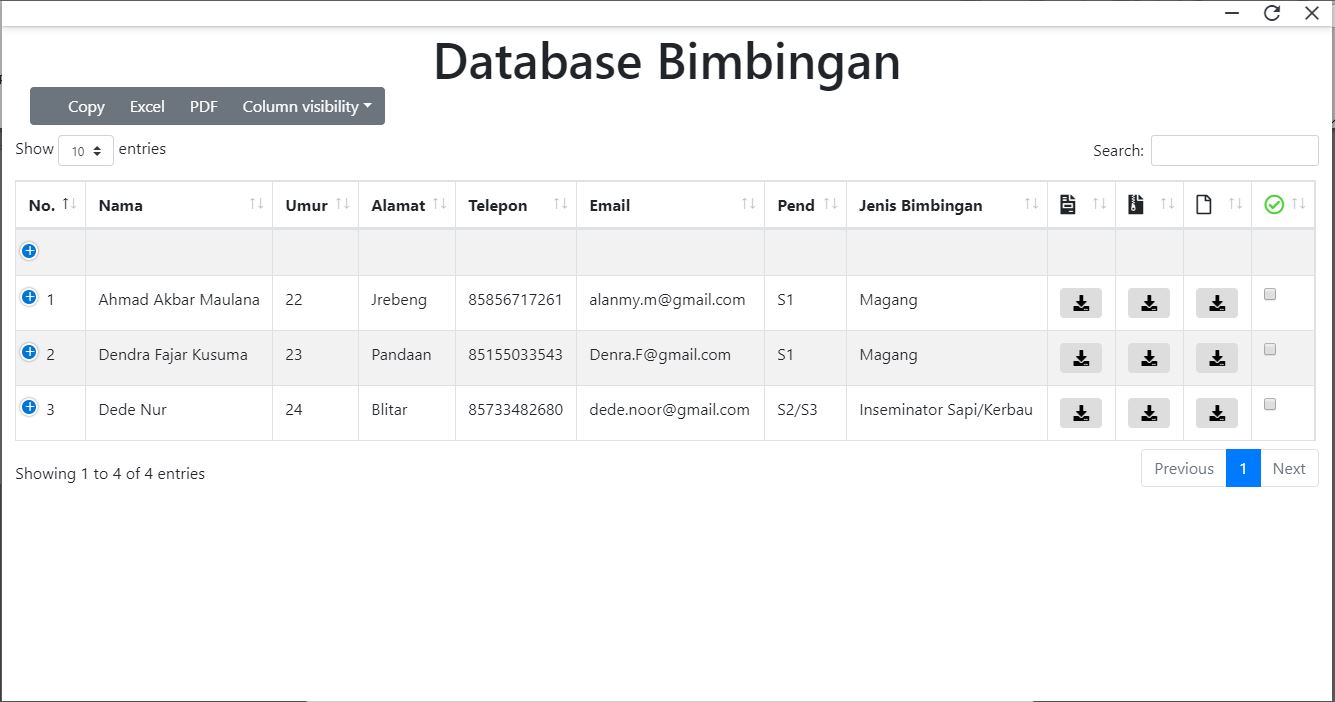 Database Bimbingan
Copy Excel PDF Column visibility
Show 10 entries Search:
No. Nama Umur Alamat Telepon Email Pend Jenis Bimbingan
1 Ahmad Akbar Maulana 22 Jrebeng 85856717261 alanmy.m@gmail.com S1 Magang
2 Dendra Fajar Kusuma 23 Pandaan 85155033543 Denra.F@gmail.com S1 Magang
3 Dede Nur 24 Blitar 85733482680 dede.noor@gmail.com S2/S3 Inseminator Sapi/Kerbau
Showing 1 to 4 of 4 entries Previous 1 Next